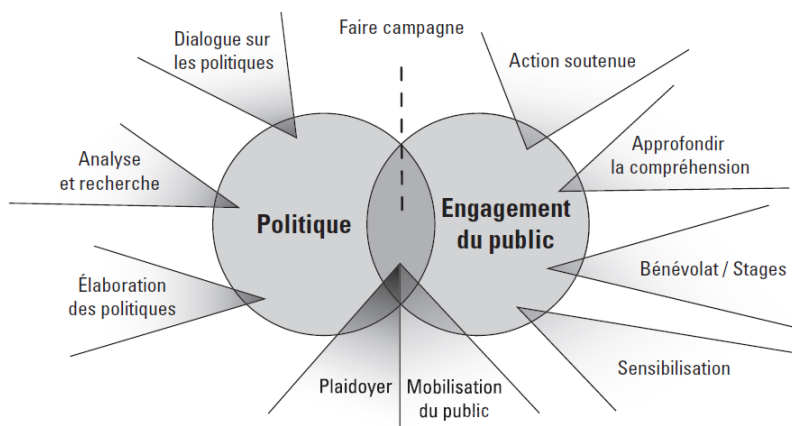 Faire campagne
Dialogue sur
les politiques
Action soutenue
Analyse
et recherche
Approfondir
la compréhension
Politique
Engagement
du public
Élaboration
des politiques
Bénévolat / Stages
Plaidoyer
Mobilisation
du public
Sensibilisation